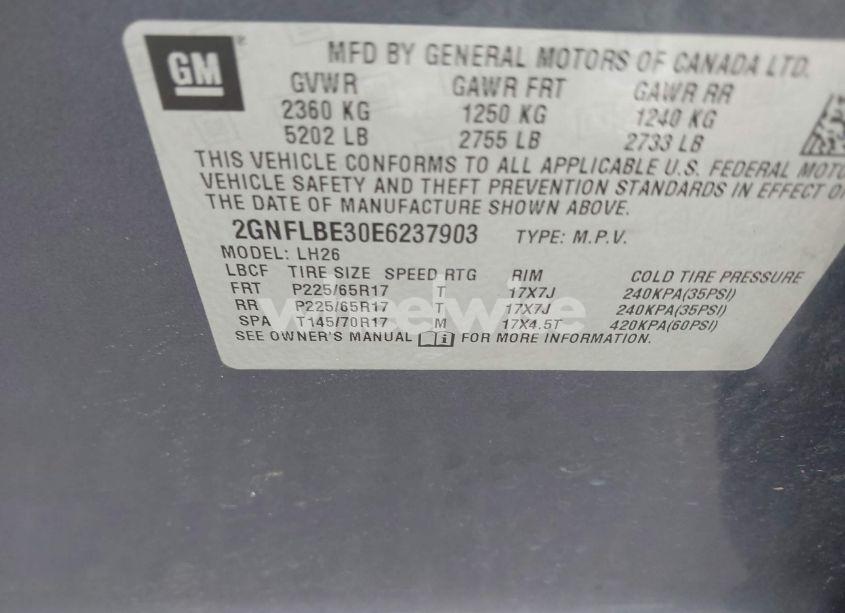 GM
MFD BY GENERAL MOTORS OF CANADA LTD.
GVWR GAWR FRT GAWR RR
2360 KG 1250 KG 1240 KG
5202 LB 2755 LB 2733 LB
THIS VEHICLE CONFORMS TO ALL APPLICABLE U.S. FEDERAL MOTO
VEHICLE SAFETY AND THEFT PREVENTION STANDARDS IN EFFECT O
THE DATE OF MANUFACTURE SHOWN ABOVE.
2GNFLBE30E6237903 TYPE: M.P.V.
MODEL: LH26
LBCF TIRE SIZE SPEED RTG RIM COLD TIRE PRESSURE
FRT P225/65R17 T 17X7J 240KPA(35PSI)
RR P225/65R17 T 17X7J 240KPA(35PSI)
SPA T145/70R17 M 17X4.5T 420KPA(60PSI)
SEE OWNER'S MANUAL i FOR MORE INFORMATION.